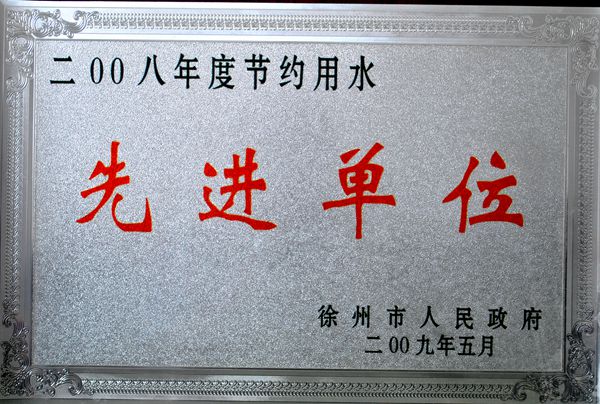 二00八年度节约用水
先进单位
徐州市人民政府
二00九年五月